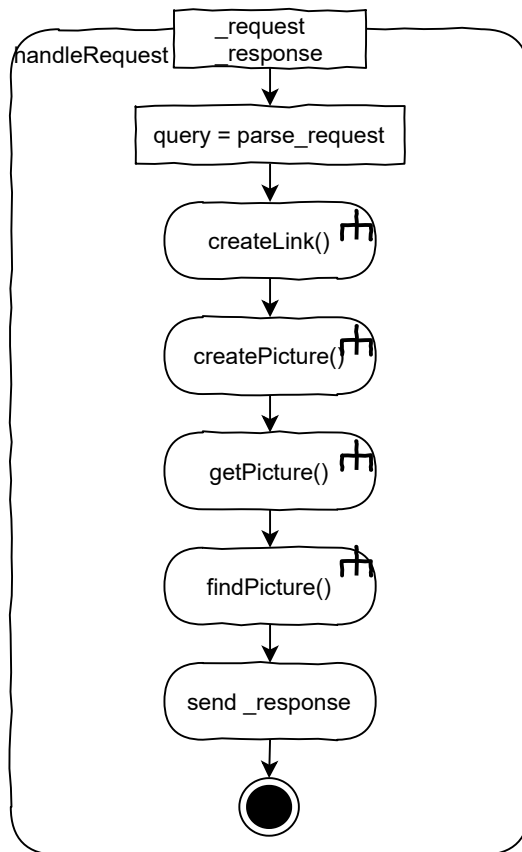 _request
_response
handleRequest
query = parse_request
createLink()
createPicture()
getPicture()
findPicture()
send _response